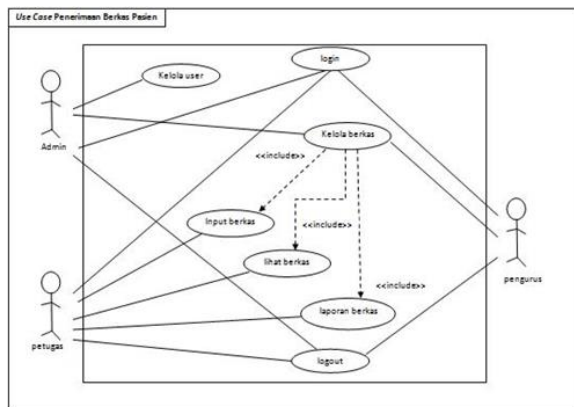 Use Case Penerimaan Berkas Pasien
login
Kelola user
Kelola berkas
Admin
<<include>>
Input berkas
<<include>>
lihat berkas
pengurus
<<include>>
laporan berkas
petugas
logout